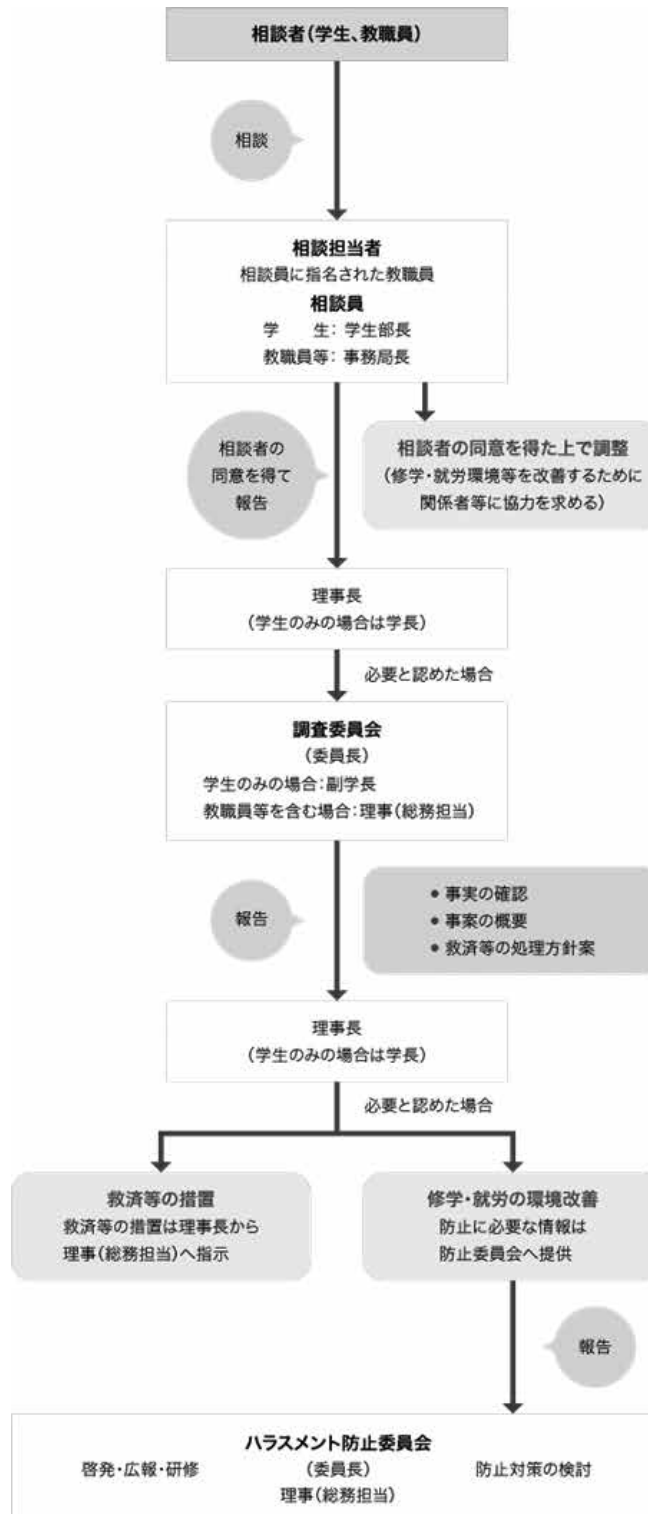 相談者(学生、教職員)
相談
相談担当者
相談員に指名された教職員
相談員
学　　生：学生部長
教職員等：事務局長
相談者の
同意を得て
報告
相談者の同意を得た上で調整
(修学・就労環境等を改善するために
関係者等に協力を求める)
理事長
(学生のみの場合は学長)
必要と認めた場合
調査委員会
(委員長)
学生のみの場合：副学長
教職員等を含む場合：理事(総務担当)
報告
● 事実の確認
● 事案の概要
● 救済等の処理方針案
理事長
(学生のみの場合は学長)
必要と認めた場合
救済等の措置
救済等の措置は理事長から
理事(総務担当)へ指示
修学・就労の環境改善
防止に必要な情報は
防止委員会へ提供
報告
ハラスメント防止委員会
啓発・広報・研修
(委員長)
理事(総務担当)
防止対策の検討